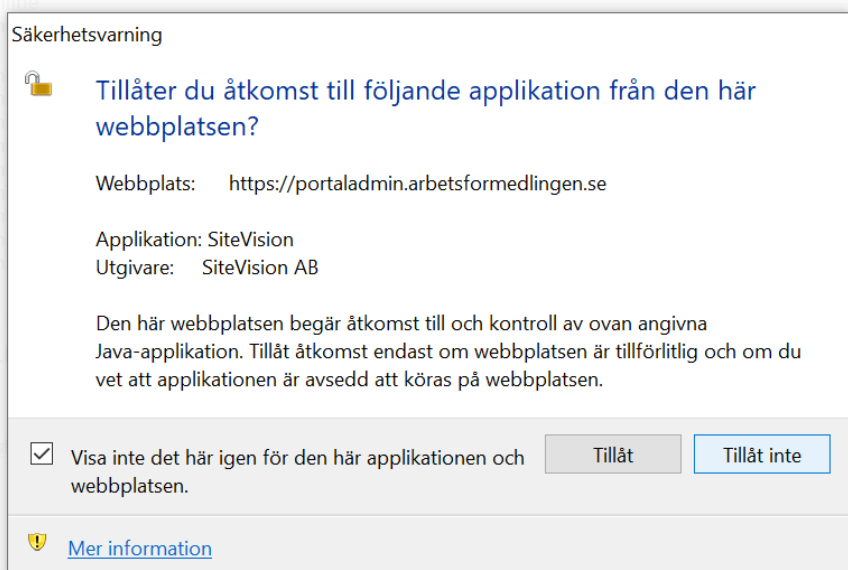 Säkerhetsvarning
Tillåter du åtkomst till följande applikation från den här
webbplatsen?
Webbplats: https://portaladmin.arbetsformedlingen.se
Applikation: SiteVision
Utgivare: SiteVision AB
Den här webbplatsen begär åtkomst till och kontroll av ovan angivna
Java-applikation. Tillåt åtkomst endast om webbplatsen är tillförlitlig och om du
vet att applikationen är avsedd att köras på webbplatsen.
Visa inte det här igen för den här applikationen och
webbplatsen.
Tillåt
Tillåt inte
Mer information